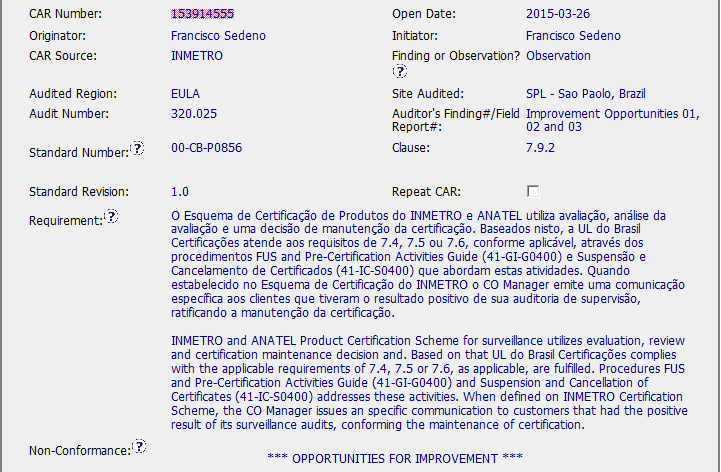 CAR Number: 153914555 Open Date: 2015-03-26
Originator: Francisco Sedeno Initiator: Francisco Sedeno
CAR Source: INMETRO Finding or Observation? Observation
?
Audited Region: EULA Site Audited: SPL - Sao Paolo, Brazil
Audit Number: 320.025 Auditor's Finding#/Field Improvement Opportunities 01,
Report#: 02 and 03
Standard Number: ? 00-CB-P0856 Clause: 7.9.2
Standard Revision: 1.0 Repeat CAR:
Requirement: ? O Esquema de Certificação de Produtos do INMETRO e ANATEL utiliza avaliação, análise da
avaliação e uma decisão de manutenção da certificação. Baseados nisto, a UL do Brasil
Certificações atende aos requisitos de 7.4, 7.5 ou 7.6, conforme aplicável, através dos
procedimentos FUS and Pre-Certification Activities Guide (41-GI-G0400) e Suspensão e
Cancelamento de Certificados (41-IC-S0400) que abordam estas atividades. Quando
estabelecido no Esquema de Certificação do INMETRO o CO Manager emite uma comunicação
específica aos clientes que tiveram o resultado positivo de sua auditoria de supervisão,
ratificando a manutenção da certificação.
INMETRO and ANATEL Product Certification Scheme for surveillance utilizes evaluation, review
and certification maintenance decision and. Based on that UL do Brasil Certificações complies
with the applicable requirements of 7.4, 7.5 or 7.6, as applicable, are fulfilled. Procedures FUS
and Pre-Certification Activities Guide (41-GI-G0400) and Suspension and Cancellation of
Certificates (41-IC-S0400) addresses these activities. When defined on INMETRO Certification
Scheme, the CO Manager issues an specific communication to customers that had the positive
result of its surveillance audits, conforming the maintenance of certification.
Non-Conformance: ?
*** OPPORTUNITIES FOR IMPROVEMENT ***